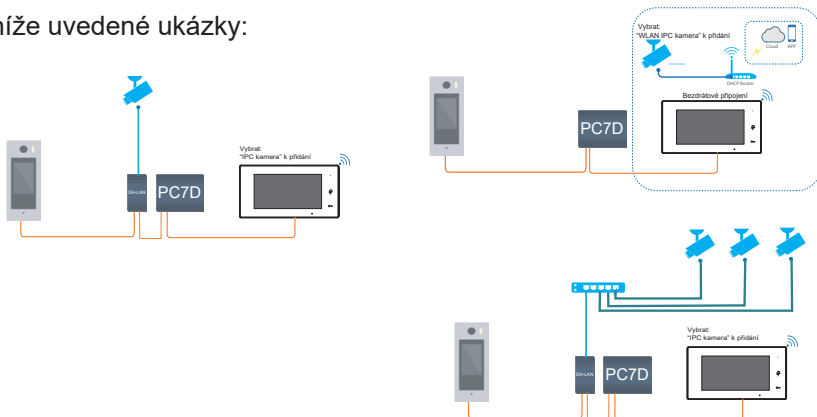 níže uvedené ukázky:
Vybrat:
"IPC kamera" k přidání
DH-LAN
PC7D
Vybrat:
"WLAN IPC kamera" k přidání
Cloud
APP
DHCP Router
Bezdrátové připojení
PC7D
Vybrat:
"IPC kamera" k přidání
DH-LAN
PC7D